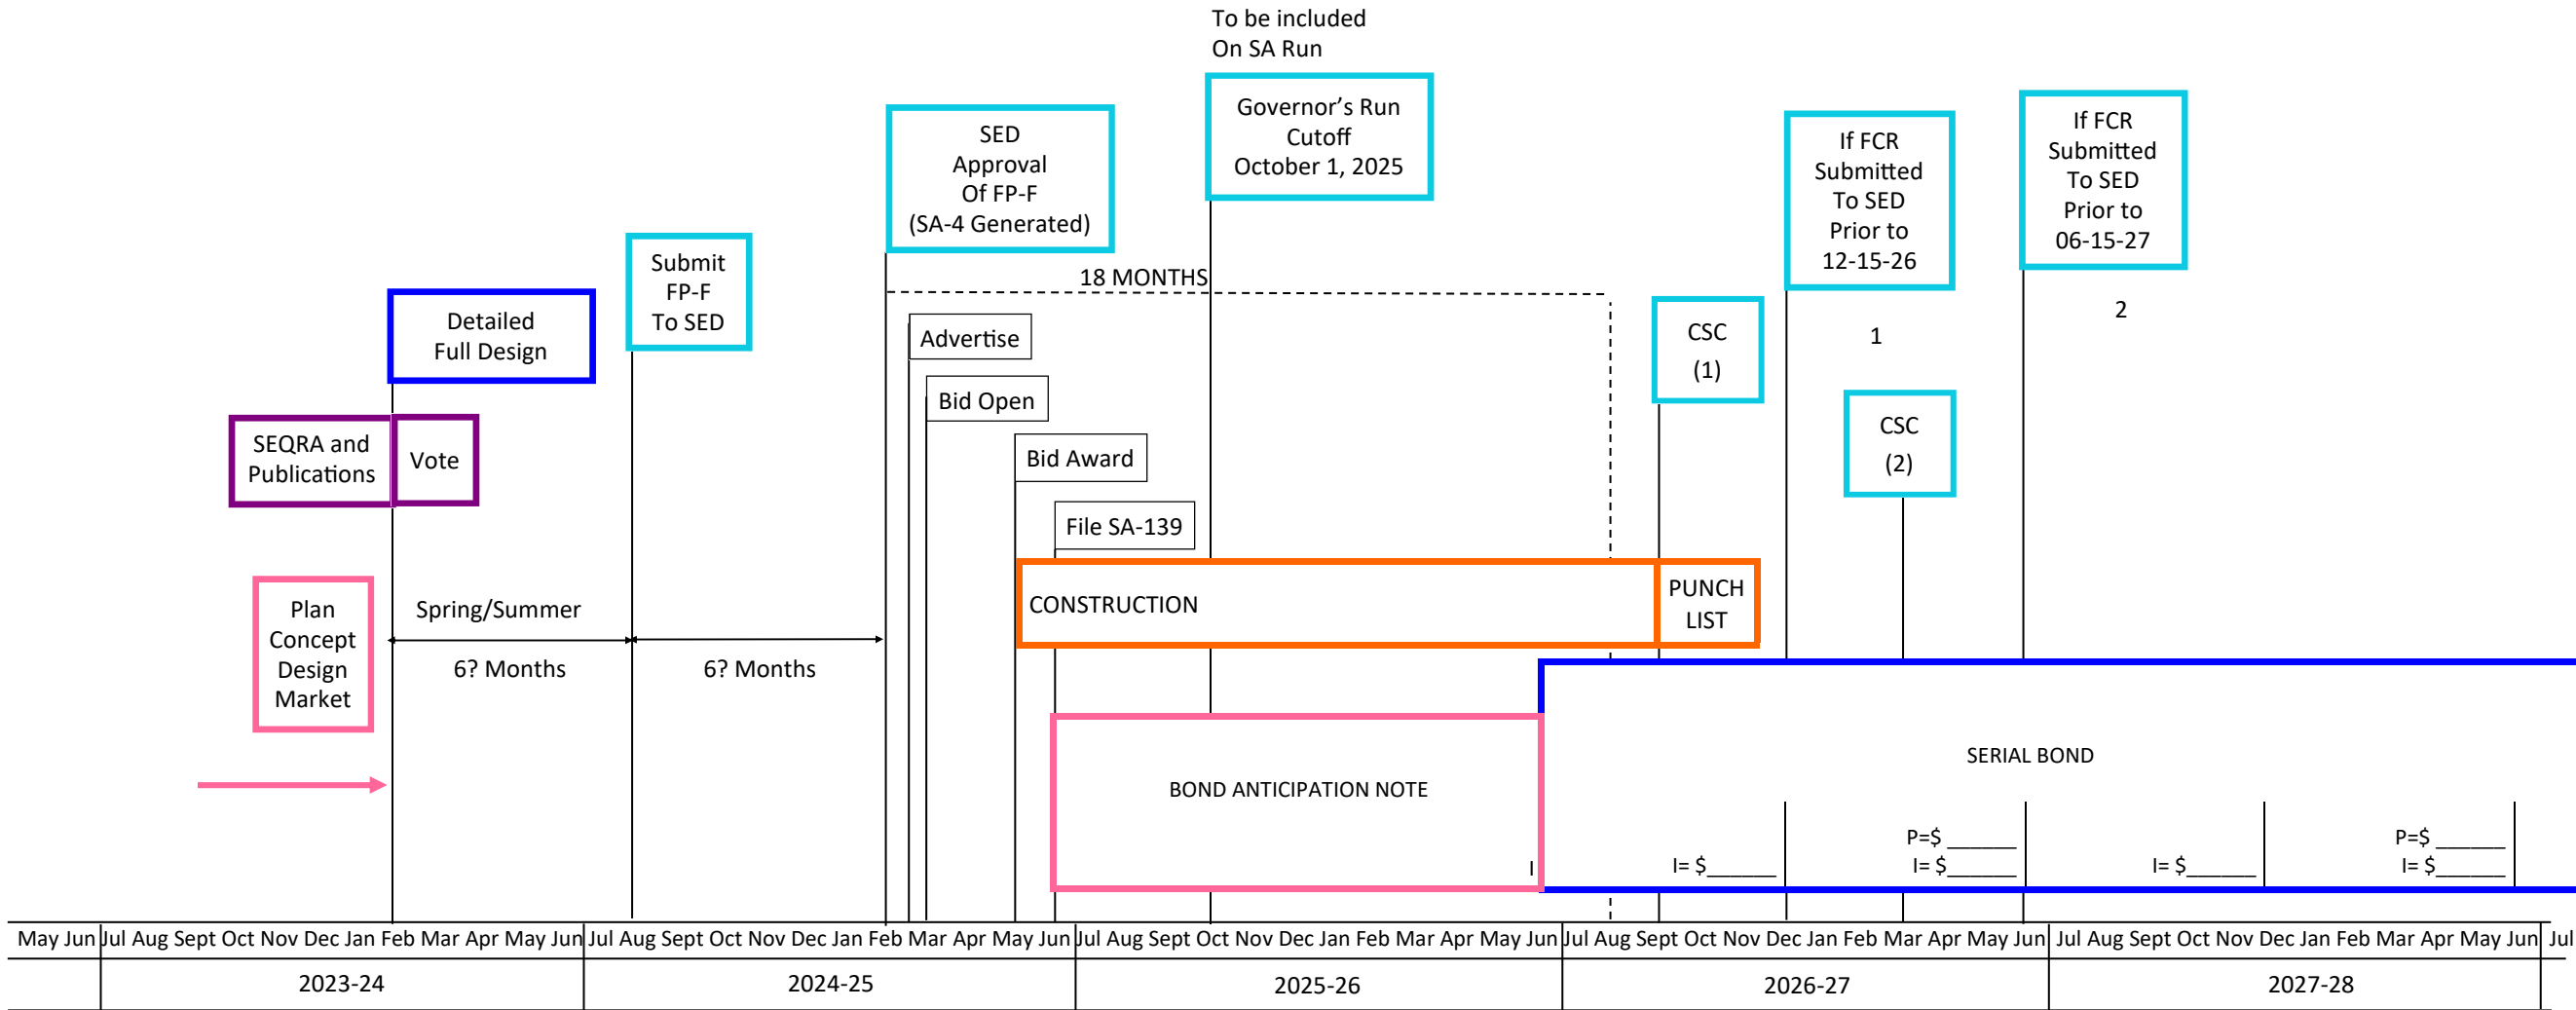 To be included
On SA Run
Governor’s Run
Cutoff
October 1, 2025
SED
Approval
Of FP-F
(SA-4 Generated)
If FCR
Submitted
To SED
Prior to
12-15-26
1
If FCR
Submitted
To SED
Prior to
06-15-27
2
Submit
FP-F
To SED
18 MONTHS
Detailed
Full Design
Advertise
CSC
(1)
Bid Open
SEQRA and
Publications
Vote
Bid Award
CSC
(2)
File SA-139
Plan
Concept
Design
Market
Spring/Summer
6? Months
6? Months
CONSTRUCTION
PUNCH
LIST
BOND ANTICIPATION NOTE
I
SERIAL BOND
I= $______
P=$ ______
I= $______
I= $______
P=$ ______
I= $______
May Jun Jul Aug Sept Oct Nov Dec Jan Feb Mar Apr May Jun Jul Aug Sept Oct Nov Dec Jan Feb Mar Apr May Jun Jul Aug Sept Oct Nov Dec Jan Feb Mar Apr May Jun Jul Aug Sept Oct Nov Dec Jan Feb Mar Apr May Jun Jul Aug Sept Oct Nov Dec Jan Feb Mar Apr May Jun Jul
2023-24 2024-25 2025-26 2026-27 2027-28